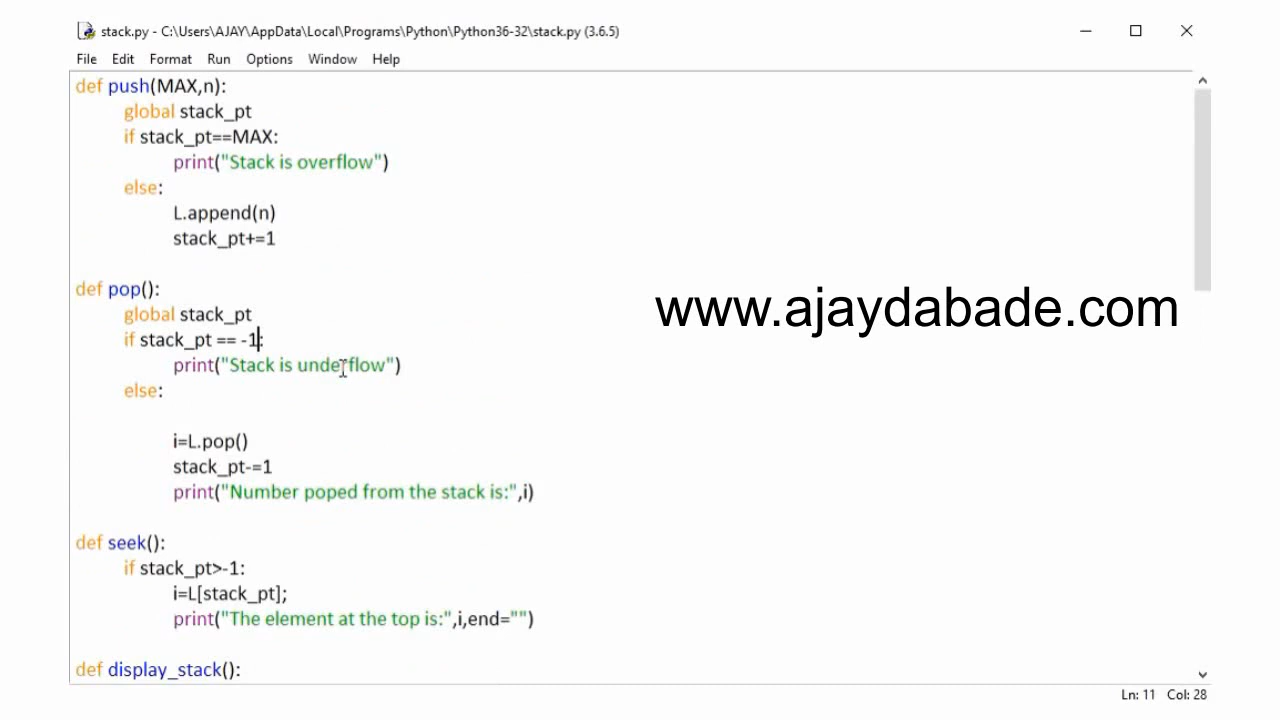 stack.py - C:\Users\AJAY\AppData\Local\Programs\Python\Python36-32\stack.py (3.6.5)
File Edit Format Run Options Window Help
def push(MAX,n):
global stack_pt
if stack_pt==MAX:
print("Stack is overflow")
else:
L.append(n)
stack_pt+=1
def pop():
global stack_pt
www.ajaydabade.com
if stack_pt == -1:
print("Stack is underflow")
else:
i=L.pop()
stack_pt-=1
print("Number poped from the stack is:",i)
def seek():
if stack_pt>-1:
i=L[stack_pt];
print("The element at the top is:",i,end="")
def display_stack():
Ln: 11 Col: 28